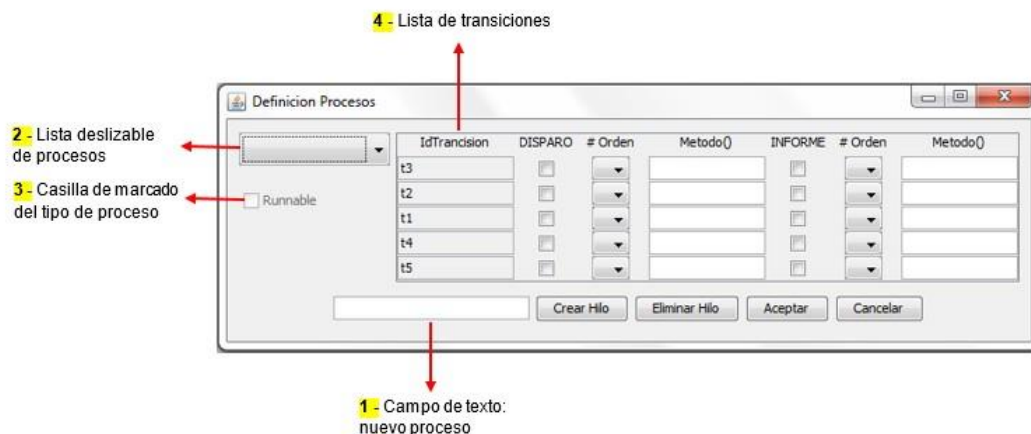 4 - Lista de transiciones
Definicion Procesos
2 - Lista deslizable
de procesos
3 - Casilla de marcado
del tipo de proceso
Runnable
IdTrancision DISPARO # Orden Metodo() INFORME # Orden Metodo()
t3
t2
t1
t4
t5
Crear Hilo Eliminar Hilo Aceptar Cancelar
1 - Campo de texto:
nuevo proceso